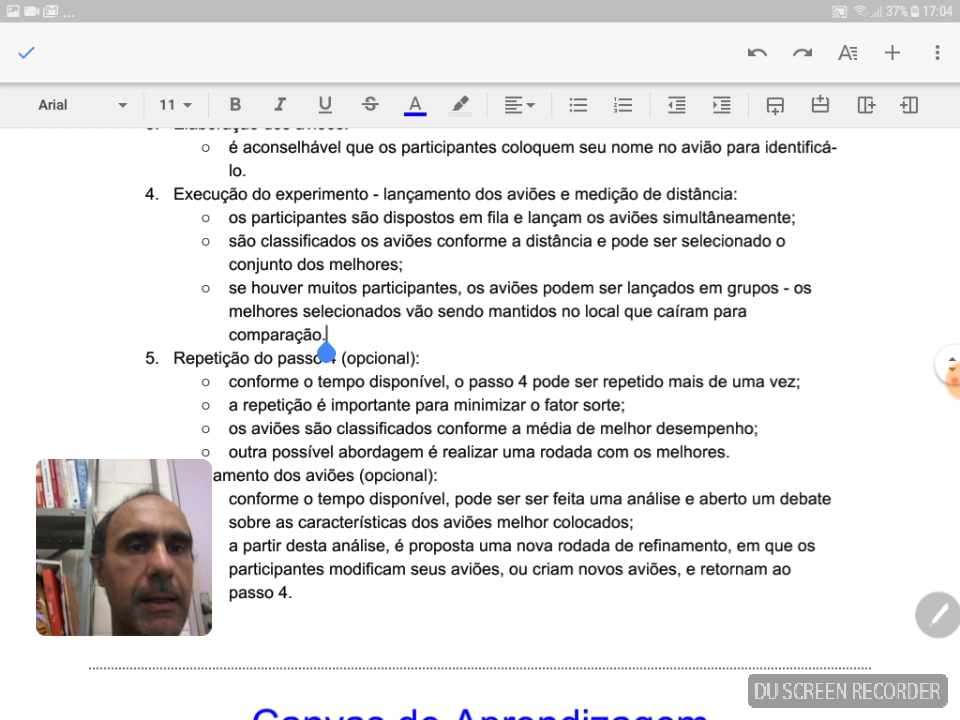 ... 37% 17:04
Arial 11 B I U S A
é aconselhável que os participantes coloquem seu nome no avião para identificá-
lo.
4. Execução do experimento - lançamento dos aviões e medição de distância:
os participantes são dispostos em fila e lançam os aviões simultâneamente;
são classificados os aviões conforme a distância e pode ser selecionado o
conjunto dos melhores;
se houver muitos participantes, os aviões podem ser lançados em grupos - os
melhores selecionados vão sendo mantidos no local que caíram para
comparação.
5. Repetição do passo 4 (opcional):
conforme o tempo disponível, o passo 4 pode ser repetido mais de uma vez;
a repetição é importante para minimizar o fator sorte;
os aviões são classificados conforme a média de melhor desempenho;
outra possível abordagem é realizar uma rodada com os melhores.
amento dos aviões (opcional):
conforme o tempo disponível, pode ser ser feita uma análise e aberto um debate
sobre as características dos aviões melhor colocados;
a partir desta análise, é proposta uma nova rodada de refinamento, em que os
participantes modificam seus aviões, ou criam novos aviões, e retornam ao
passo 4.
DU SCREEN RECORDER
Canvas de Aprendizagem